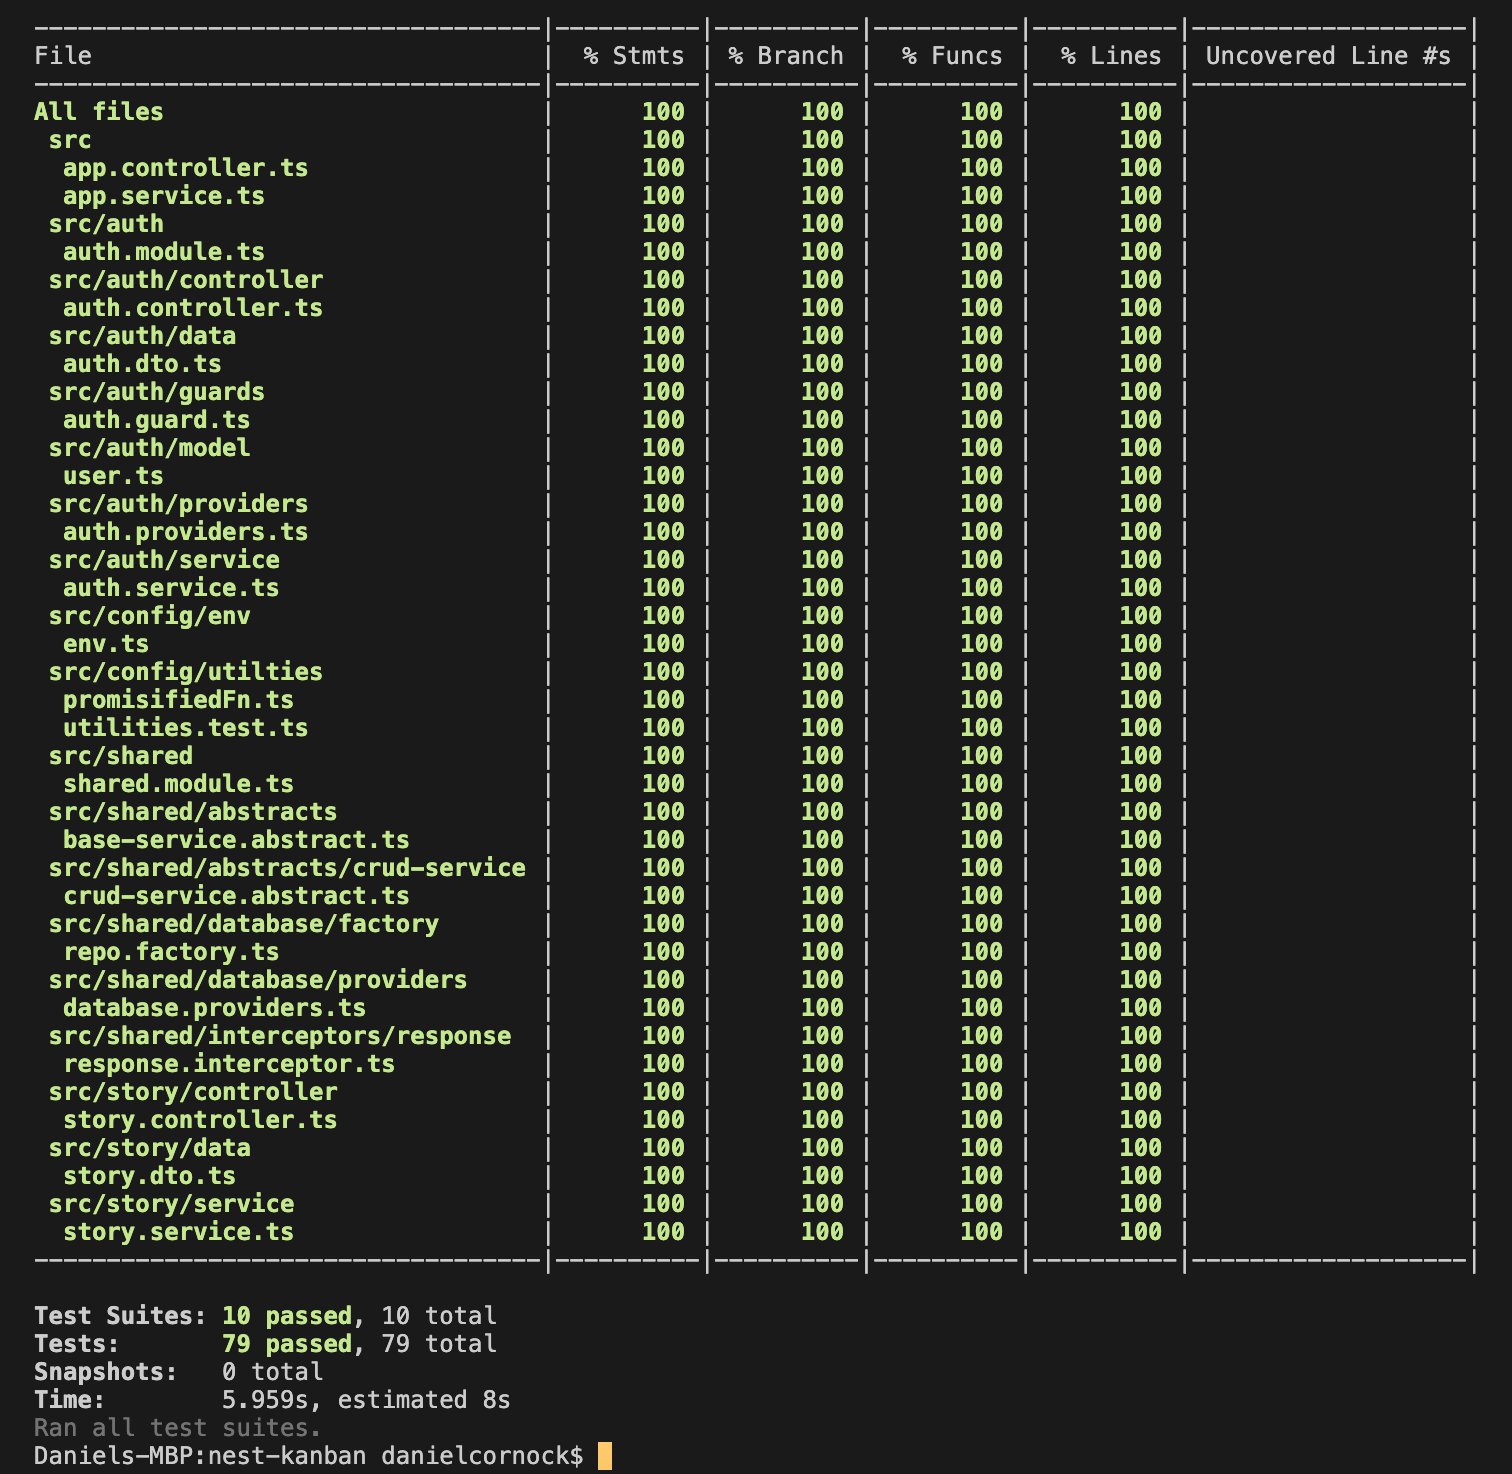 -----------------------------------|----------|----------|----------|----------|-------------------|
File                               |  % Stmts | % Branch |  % Funcs |  % Lines | Uncovered Line #s |
-----------------------------------|----------|----------|----------|----------|-------------------|
All files                          |      100 |      100 |      100 |      100 |                   |
 src                               |      100 |      100 |      100 |      100 |                   |
  app.controller.ts                |      100 |      100 |      100 |      100 |                   |
  app.service.ts                   |      100 |      100 |      100 |      100 |                   |
 src/auth                          |      100 |      100 |      100 |      100 |                   |
  auth.module.ts                   |      100 |      100 |      100 |      100 |                   |
 src/auth/controller               |      100 |      100 |      100 |      100 |                   |
  auth.controller.ts               |      100 |      100 |      100 |      100 |                   |
 src/auth/data                     |      100 |      100 |      100 |      100 |                   |
  auth.dto.ts                      |      100 |      100 |      100 |      100 |                   |
 src/auth/guards                   |      100 |      100 |      100 |      100 |                   |
  auth.guard.ts                    |      100 |      100 |      100 |      100 |                   |
 src/auth/model                    |      100 |      100 |      100 |      100 |                   |
  user.ts                          |      100 |      100 |      100 |      100 |                   |
 src/auth/providers                |      100 |      100 |      100 |      100 |                   |
  auth.providers.ts                |      100 |      100 |      100 |      100 |                   |
 src/auth/service                  |      100 |      100 |      100 |      100 |                   |
  auth.service.ts                  |      100 |      100 |      100 |      100 |                   |
 src/config/env                    |      100 |      100 |      100 |      100 |                   |
  env.ts                           |      100 |      100 |      100 |      100 |                   |
 src/config/utilties               |      100 |      100 |      100 |      100 |                   |
  promisifiedFn.ts                 |      100 |      100 |      100 |      100 |                   |
  utilities.test.ts                |      100 |      100 |      100 |      100 |                   |
 src/shared                        |      100 |      100 |      100 |      100 |                   |
  shared.module.ts                 |      100 |      100 |      100 |      100 |                   |
 src/shared/abstracts              |      100 |      100 |      100 |      100 |                   |
  base-service.abstract.ts         |      100 |      100 |      100 |      100 |                   |
 src/shared/abstracts/crud-service |      100 |      100 |      100 |      100 |                   |
  crud-service.abstract.ts         |      100 |      100 |      100 |      100 |                   |
 src/shared/database/factory       |      100 |      100 |      100 |      100 |                   |
  repo.factory.ts                  |      100 |      100 |      100 |      100 |                   |
 src/shared/database/providers     |      100 |      100 |      100 |      100 |                   |
  database.providers.ts            |      100 |      100 |      100 |      100 |                   |
 src/shared/interceptors/response  |      100 |      100 |      100 |      100 |                   |
  response.interceptor.ts          |      100 |      100 |      100 |      100 |                   |
 src/story/controller              |      100 |      100 |      100 |      100 |                   |
  story.controller.ts              |      100 |      100 |      100 |      100 |                   |
 src/story/data                    |      100 |      100 |      100 |      100 |                   |
  story.dto.ts                     |      100 |      100 |      100 |      100 |                   |
 src/story/service                 |      100 |      100 |      100 |      100 |                   |
  story.service.ts                 |      100 |      100 |      100 |      100 |                   |
-----------------------------------|----------|----------|----------|----------|-------------------|

Test Suites: 10 passed, 10 total
Tests:       79 passed, 79 total
Snapshots:   0 total
Time:        5.959s, estimated 8s
Ran all test suites.
Daniels-MBP:nest-kanban danielcornock$